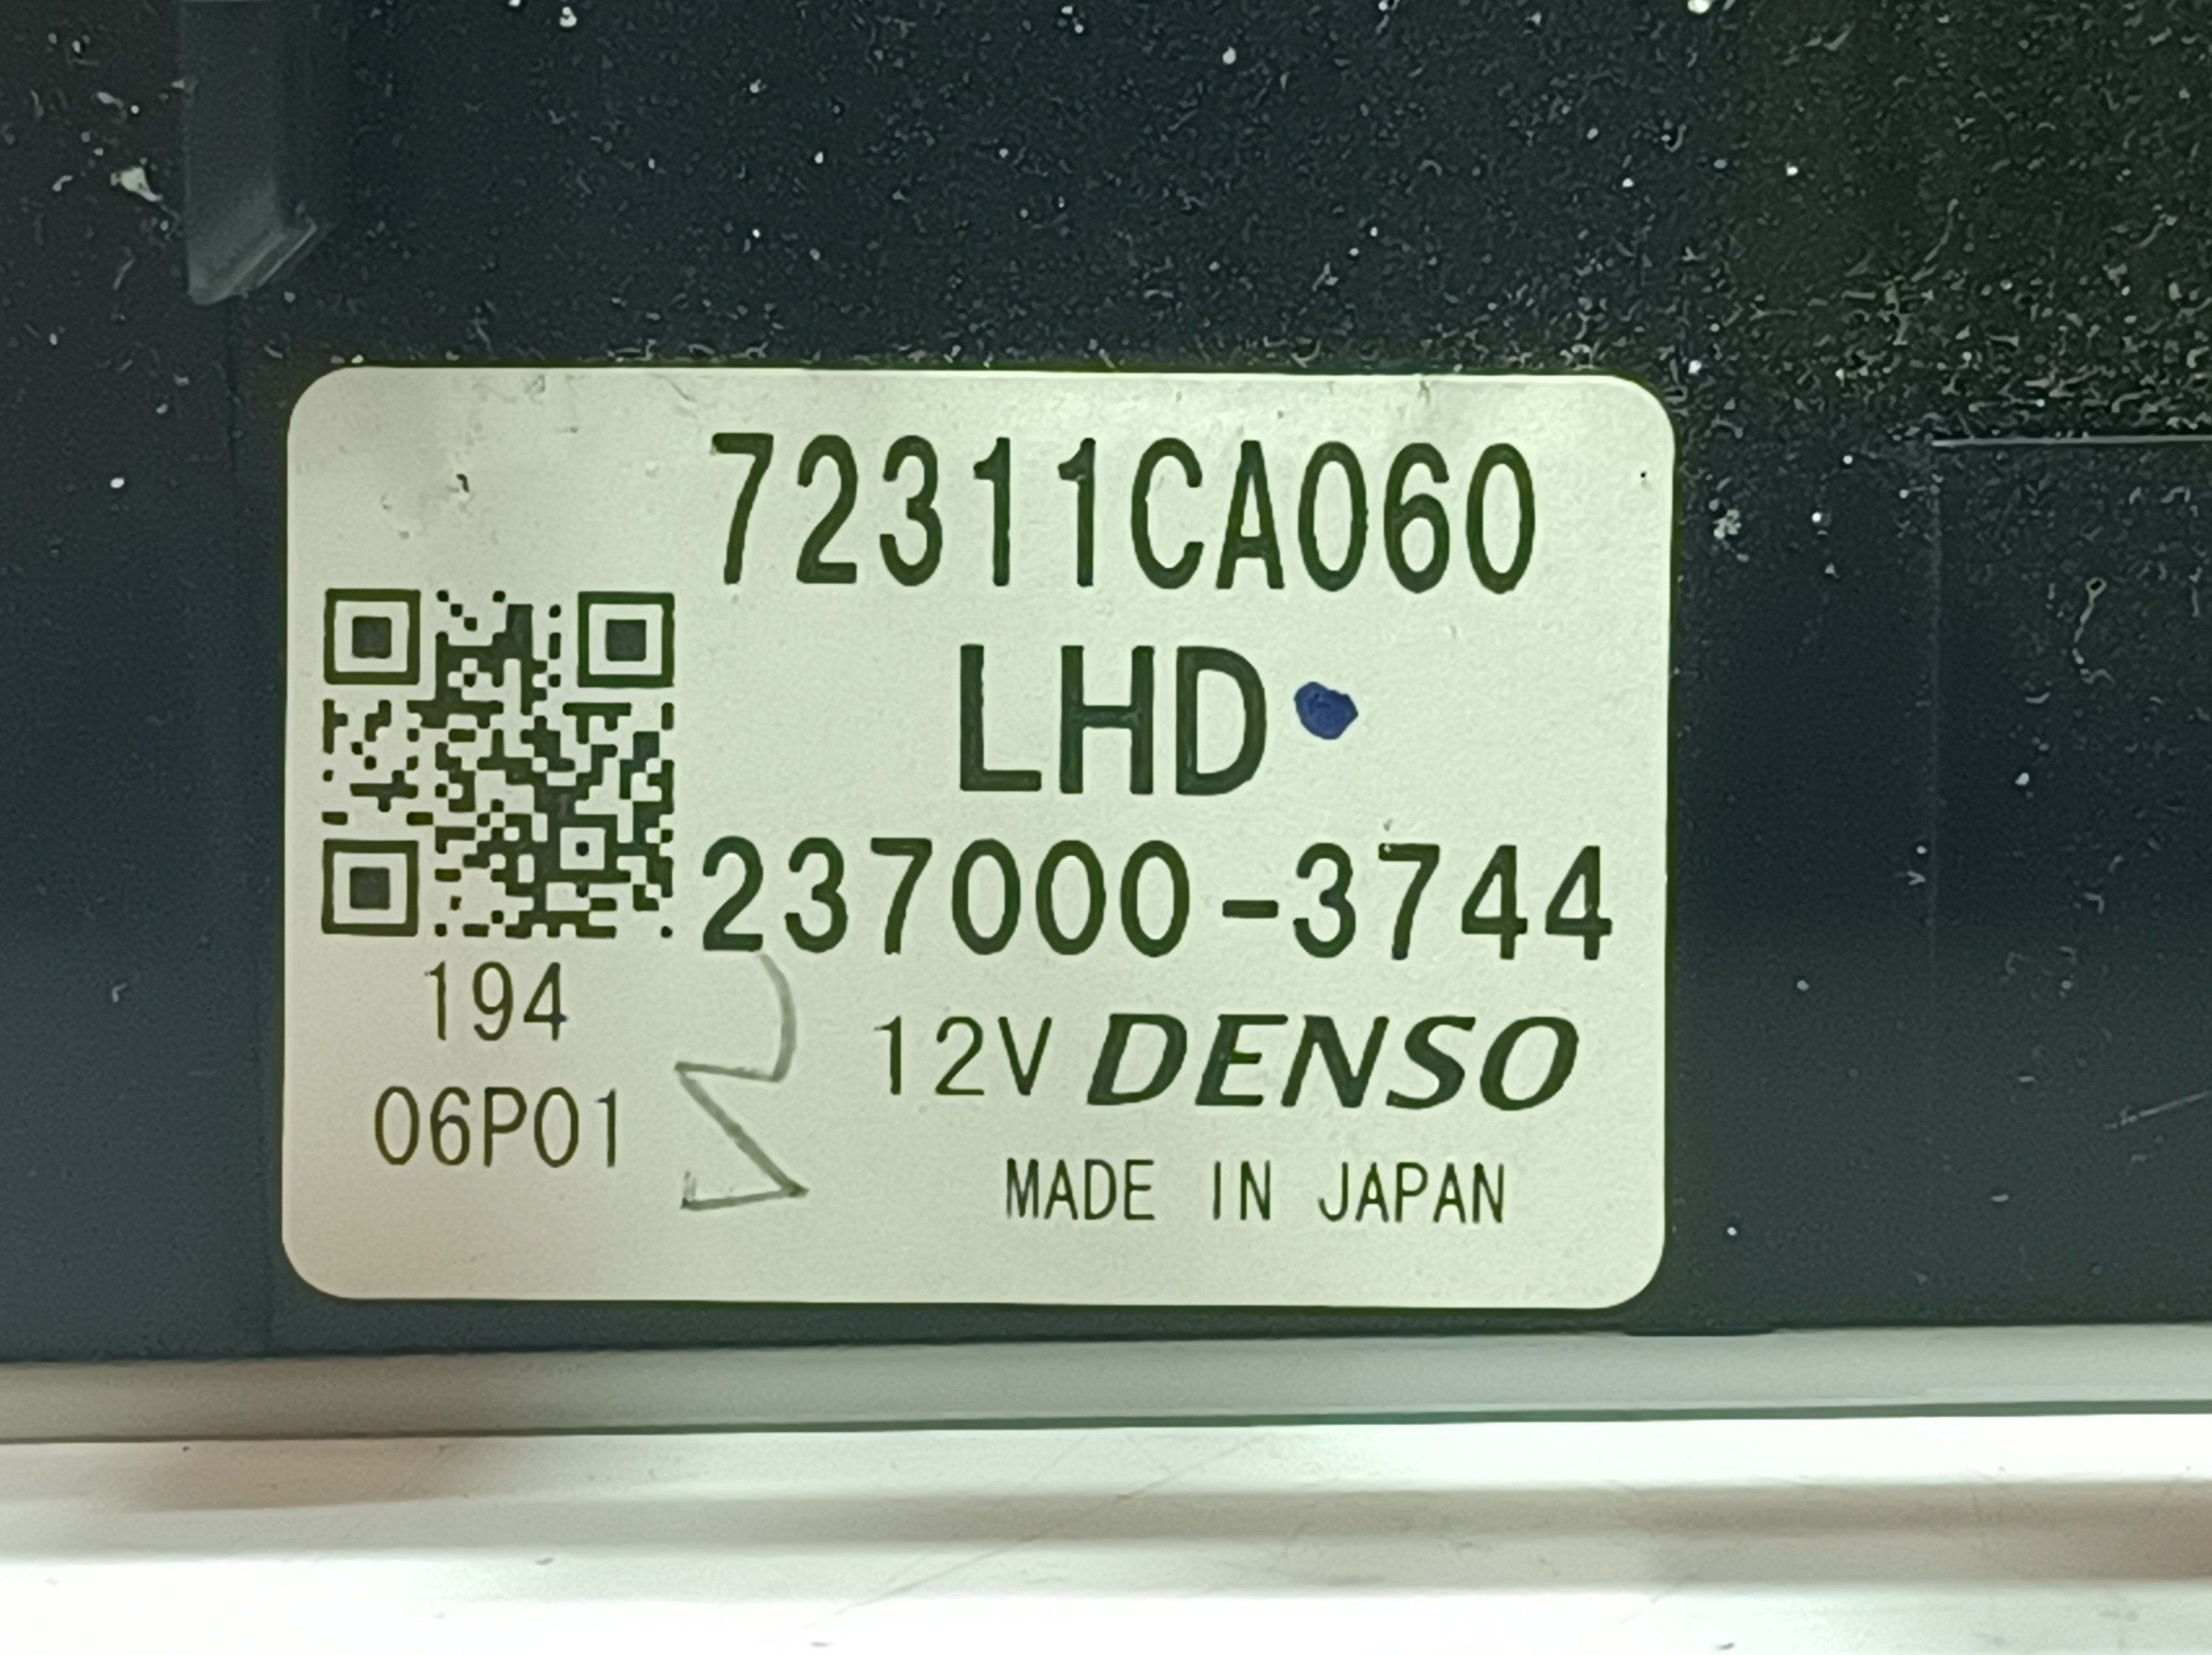 72311CA060
LHD
237000-3744
194
12V DENSO
06P01
MADE IN JAPAN